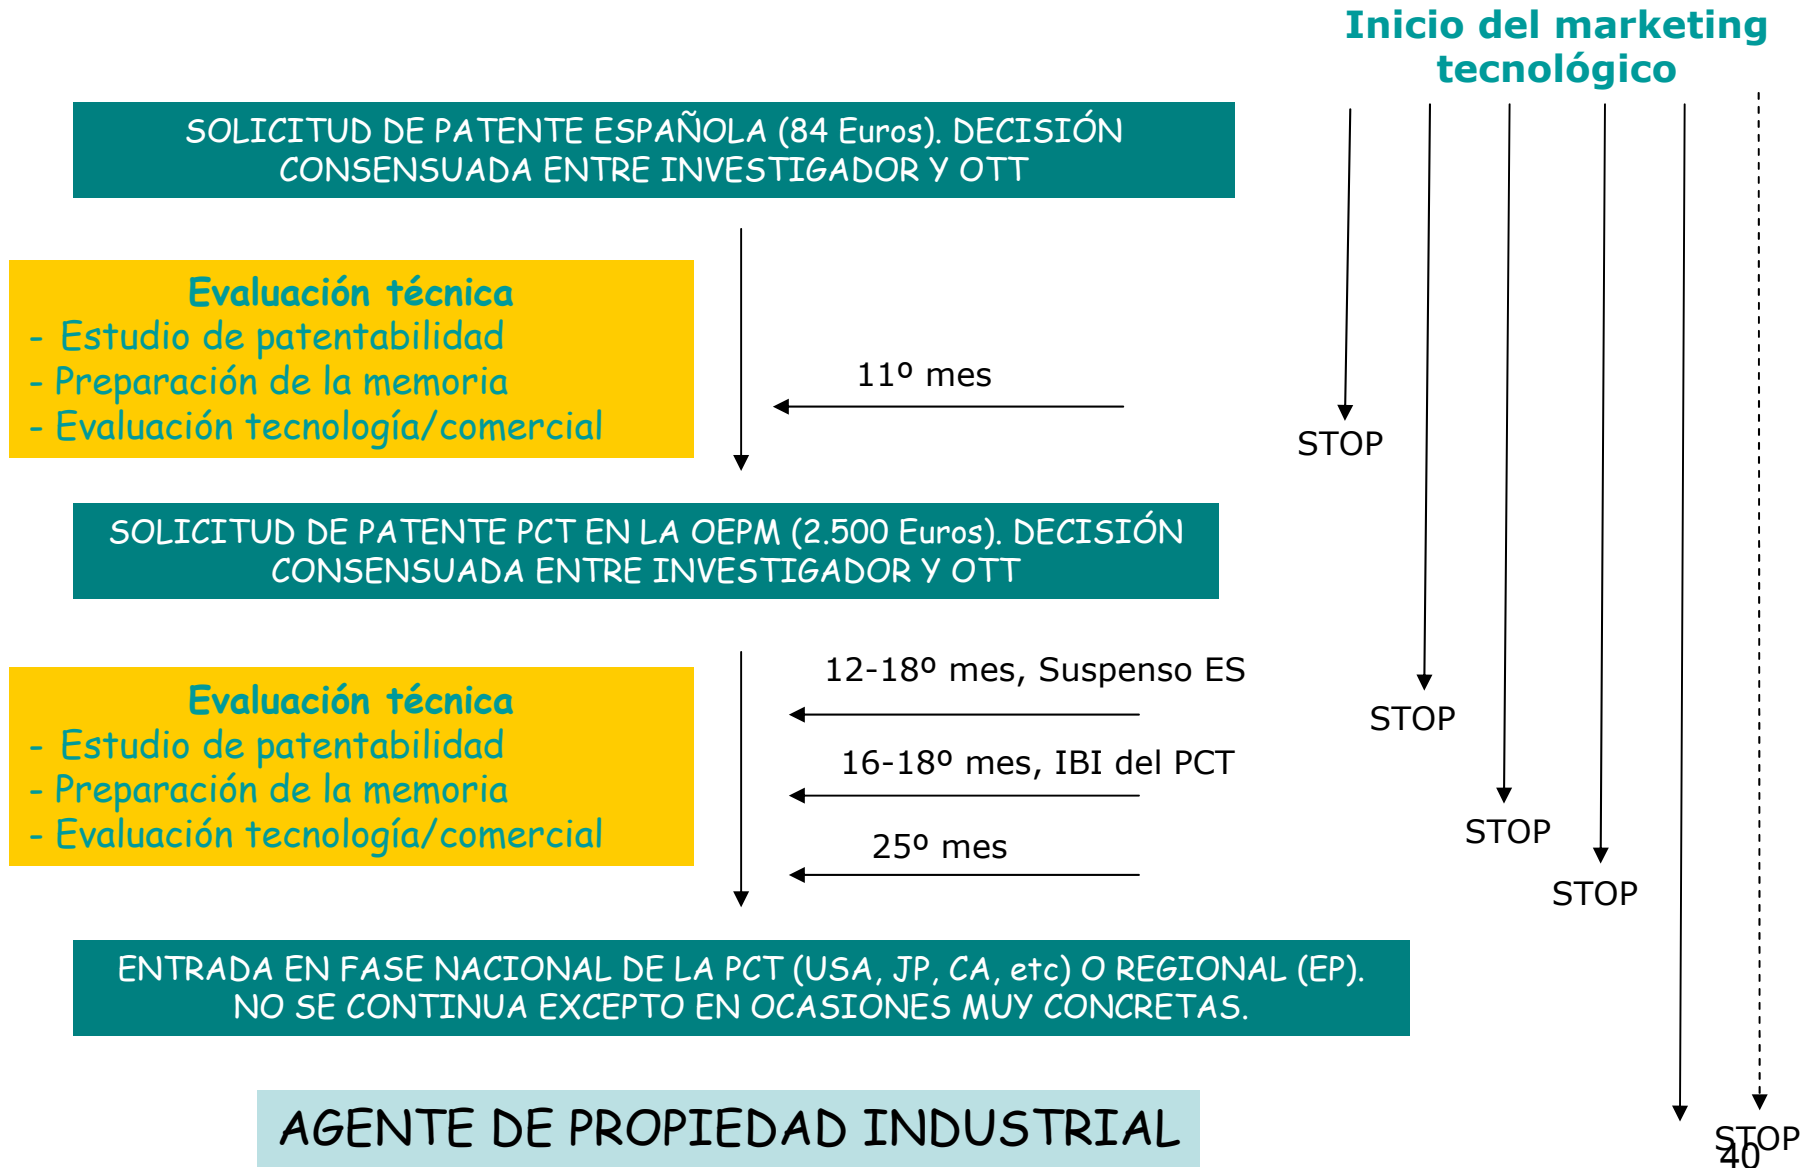 Inicio del marketing
tecnológico
SOLICITUD DE PATENTE ESPAÑOLA (84 Euros). DECISIÓN
CONSENSUADA ENTRE INVESTIGADOR Y OTT
Evaluación técnica
- Estudio de patentabilidad
- Preparación de la memoria
- Evaluación tecnología/comercial
11º mes
STOP
SOLICITUD DE PATENTE PCT EN LA OEPM (2.500 Euros). DECISIÓN
CONSENSUADA ENTRE INVESTIGADOR Y OTT
Evaluación técnica
- Estudio de patentabilidad
- Preparación de la memoria
- Evaluación tecnología/comercial
12-18º mes, Suspenso ES
STOP
16-18º mes, IBI del PCT
STOP
25º mes
STOP
ENTRADA EN FASE NACIONAL DE LA PCT (USA, JP, CA, etc) O REGIONAL (EP).
NO SE CONTINUA EXCEPTO EN OCASIONES MUY CONCRETAS.
AGENTE DE PROPIEDAD INDUSTRIAL
STOP
40